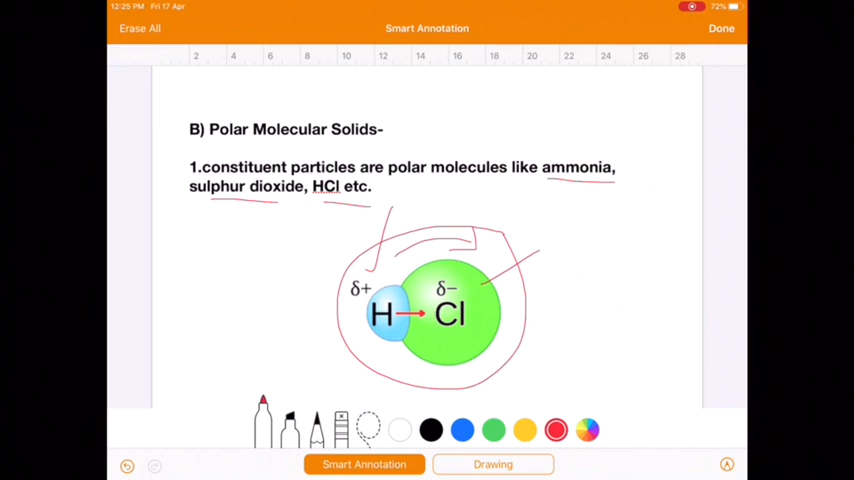 12:25 PM Fri 17 Apr
72%
Erase All
Smart Annotation
Done
2 4 6 8 10 12 14 16 18 20 22 24 26 28
B) Polar Molecular Solids-
1.constituent particles are polar molecules like ammonia,
sulphur dioxide, HCl etc.
δ+ δ−
H Cl
Smart Annotation
Drawing